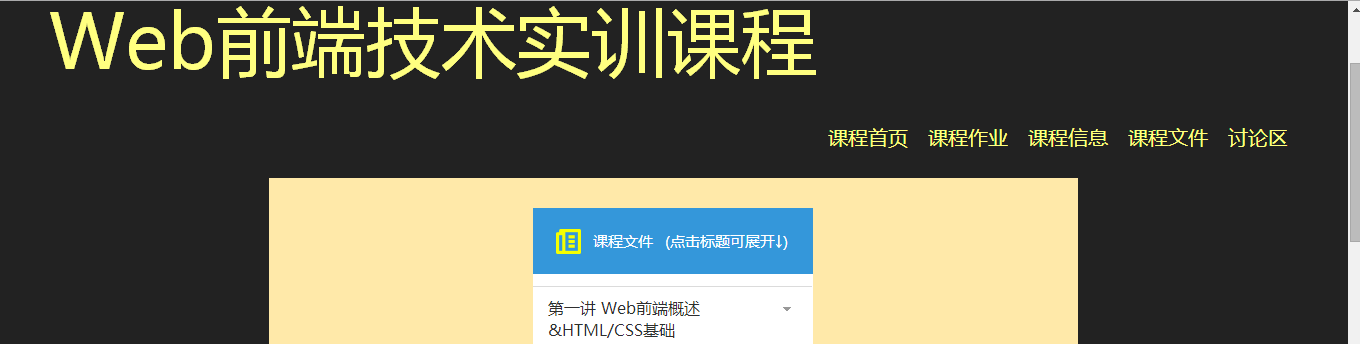 Web前端技术实训课程
课程首页 课程作业 课程信息 课程文件 讨论区
课程文件 (点击标题可展开↓)
第一讲 Web前端概述
&HTML/CSS基础